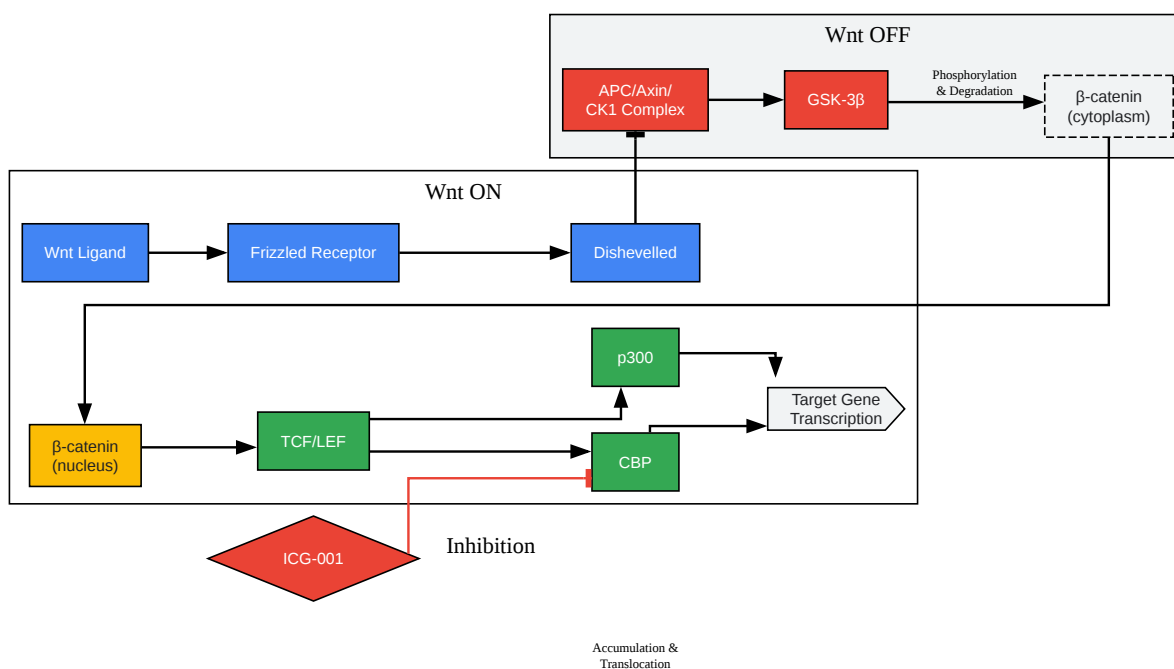 Wnt OFF
APC/Axin/
CK1 Complex
GSK-3β
Phosphorylation
& Degradation
β-catenin
(cytoplasm)
Wnt ON
Wnt Ligand
Frizzled Receptor
Dishevelled
p300
Target Gene
Transcription
β-catenin
(nucleus)
TCF/LEF
CBP
ICG-001
Inhibition
Accumulation &
Translocation